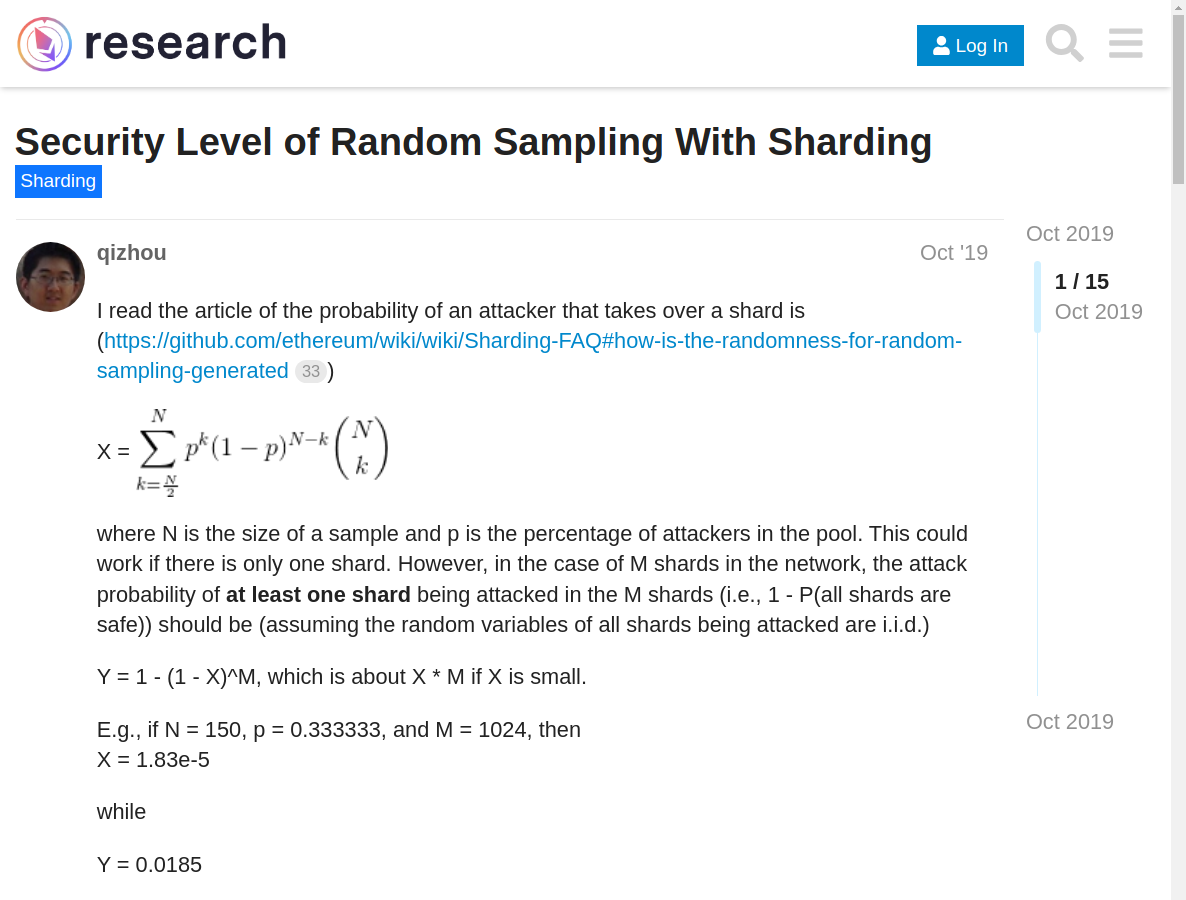 research
Log In
Security Level of Random Sampling With Sharding
Sharding
qizhou
Oct '19
I read the article of the probability of an attacker that takes over a shard is
(https://github.com/ethereum/wiki/wiki/Sharding-FAQ#how-is-the-randomness-for-random-
sampling-generated 33)
X = \sum_{k=\frac{N}{2}}^{N} p^k (1 - p)^{N-k} \binom{N}{k}
where N is the size of a sample and p is the percentage of attackers in the pool. This could
work if there is only one shard. However, in the case of M shards in the network, the attack
probability of at least one shard being attacked in the M shards (i.e., 1 - P(all shards are
safe)) should be (assuming the random variables of all shards being attacked are i.i.d.)
Y = 1 - (1 - X)^M, which is about X * M if X is small.
E.g., if N = 150, p = 0.333333, and M = 1024, then
X = 1.83e-5
while
Y = 0.0185
Oct 2019
1 / 15
Oct 2019
Oct 2019